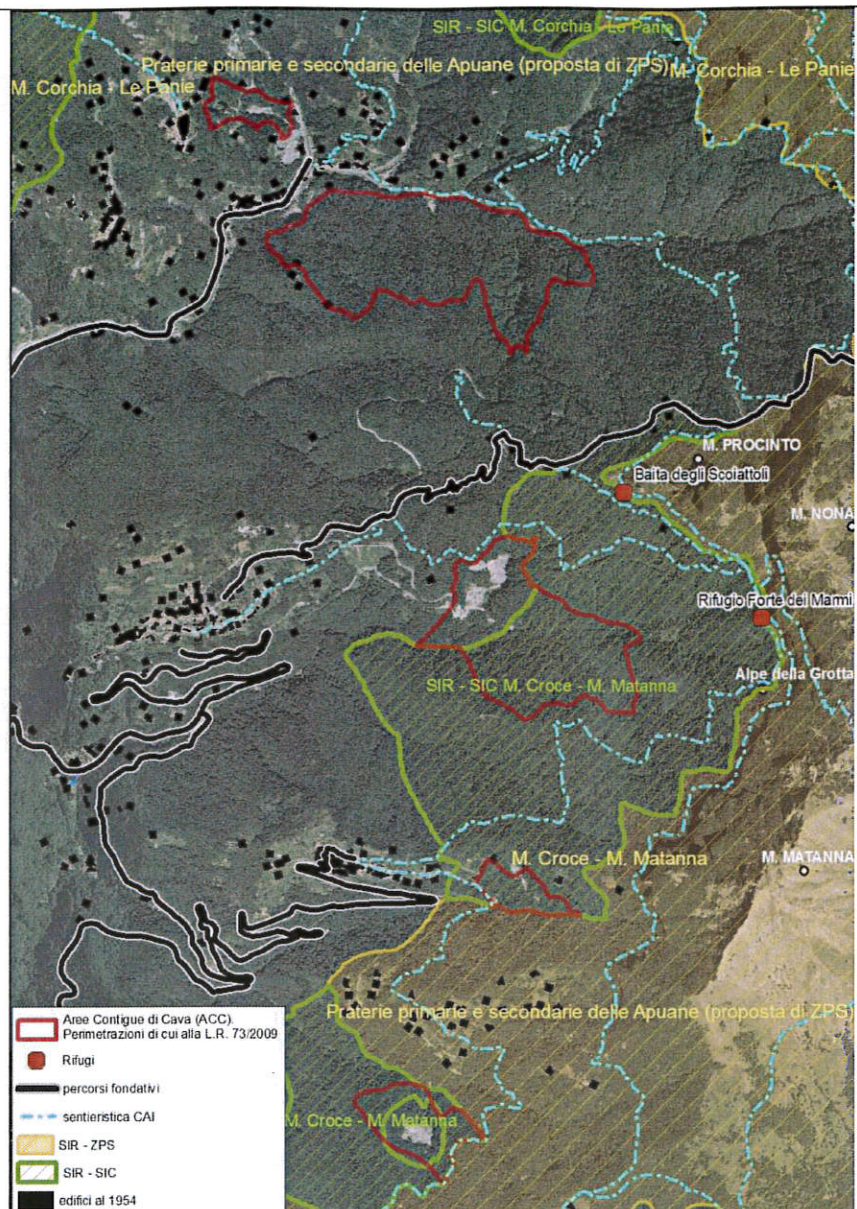 SIR - SIC M. Corchia - Le Panie
Praterie primarie e secondarie delle Apuane (proposta di ZPS)
M. Corchia - Le Panie
M. Corchia - Le Panie
M. PROCINTO
Baita degli Scoiattoli
M. NONA
Rifugio Forte dei Marmi
Alpe della Grotta
SIR - SIC M. Croce - M. Matanna
M. Croce - M. Matanna
M. MATANNA
Praterie primarie e secondarie delle Apuane (proposta di ZPS)
M. Croce - M. Matanna
Aree Contigue di Cava (ACC).
Perimetrazioni di cui alla L.R. 73/2009
Rifugi
percorsi fondativi
sentieristica CAI
SIR - ZPS
SIR - SIC
edifici al 1954